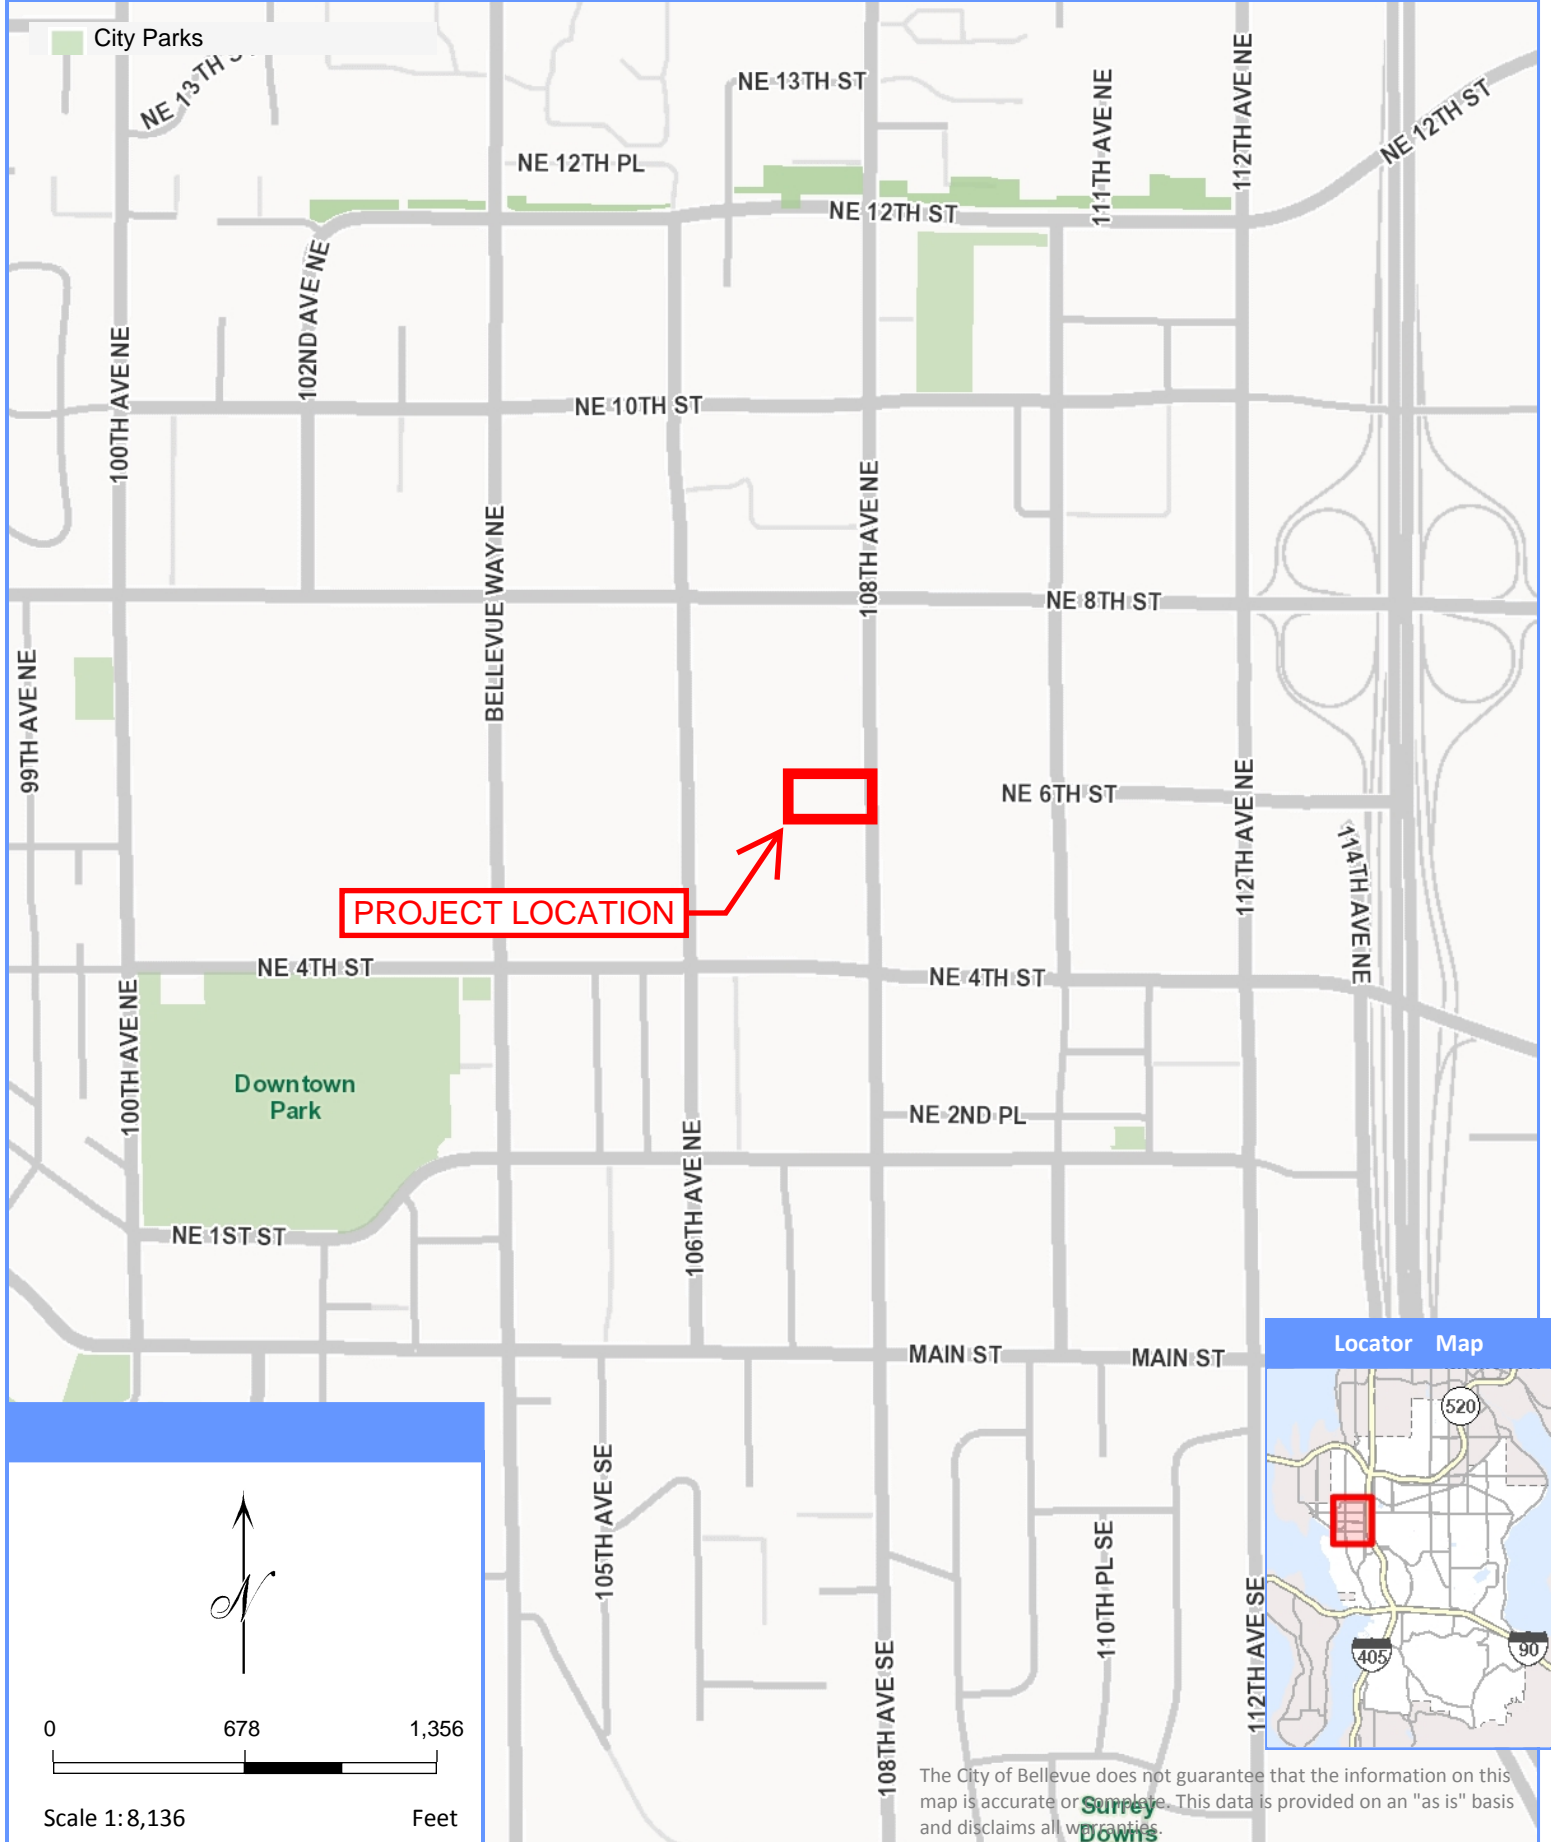 City Parks
NE 13TH S
NE 13TH ST
NE 12TH PL
111TH AVE NE
112TH AVE NE
NE 12TH ST
NE 12TH ST
102ND AVE NE
100TH AVE NE
NE 10TH ST
108TH AVE NE
BELLEVUE WAY NE
NE 8TH ST
99TH AVE NE
NE 6TH ST
112TH AVE NE
114TH AVE NE
PROJECT LOCATION
NE 4TH ST
NE 4TH ST
100TH AVE NE
Downtown
Park
NE 2ND PL
106TH AVE NE
NE 1ST ST
MAIN ST
MAIN ST
Locator Map
520
405
90
105TH AVE SE
110TH PL SE
112TH AVE SE
108TH AVE SE
N
0 678 1,356
Scale 1: 8,136 Feet
The City of Bellevue does not guarantee that the information on this
map is accurate or complete. This data is provided on an "as is" basis
and disclaims all warranties.
Surrey
Downs